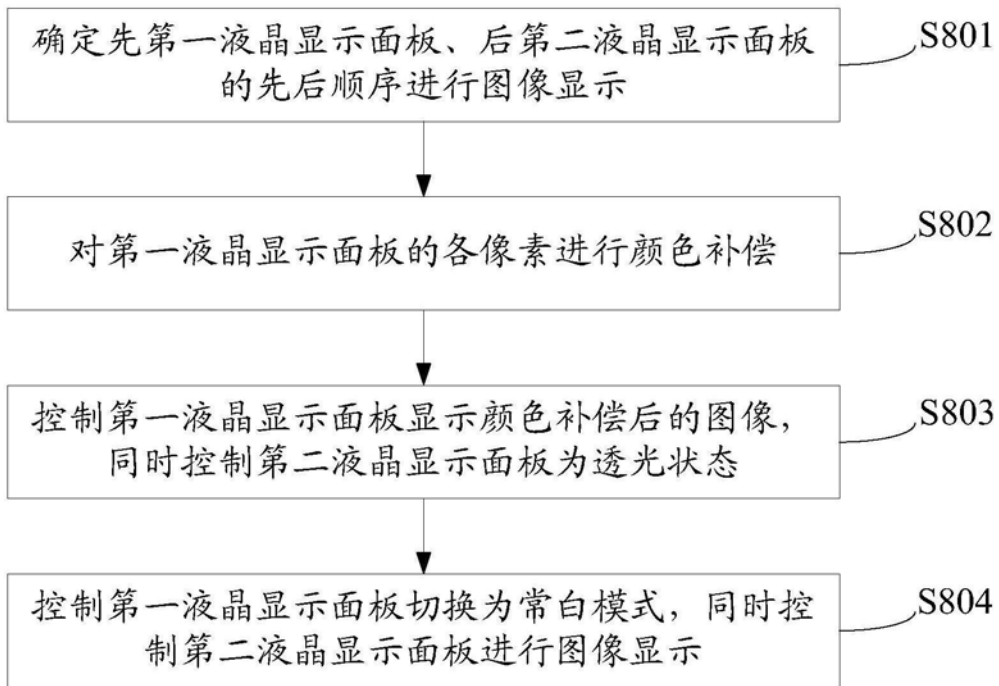 确定先第一液晶显示面板、后第二液晶显示面板
的先后顺序进行图像显示
S801
对第一液晶显示面板的各像素进行颜色补偿
S802
控制第一液晶显示面板显示颜色补偿后的图像，
同时控制第二液晶显示面板为透光状态
S803
控制第一液晶显示面板切换为常白模式，同时控
制第二液晶显示面板进行图像显示
S804